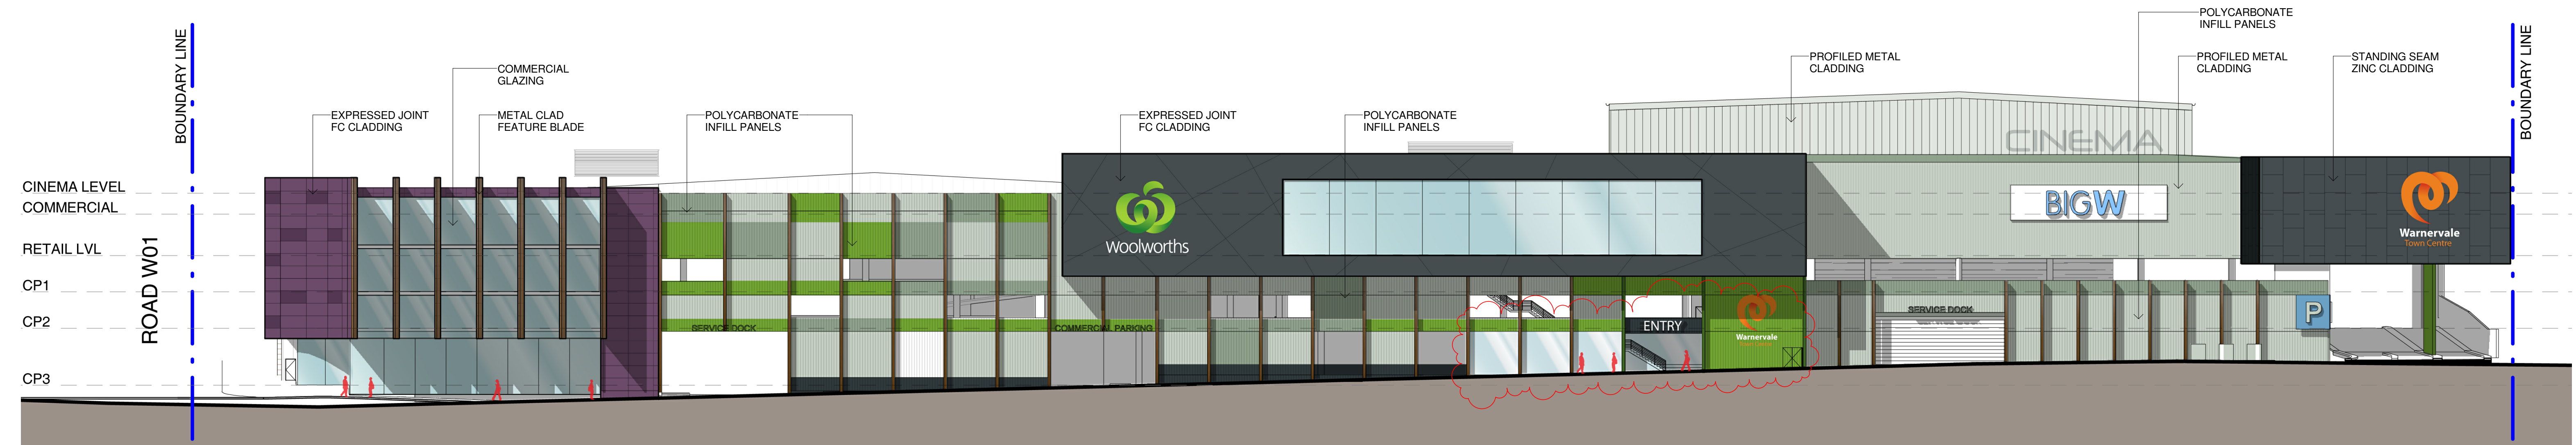 POLYCARBONATE
INFILL PANELS
BOUNDARY LINE
COMMERCIAL
GLAZING
PROFILED METAL
CLADDING
PROFILED METAL
CLADDING
STANDING SEAM
ZINC CLADDING
BOUNDARY LINE
EXPRESSED JOINT
FC CLADDING
METAL CLAD
FEATURE BLADE
POLYCARBONATE
INFILL PANELS
EXPRESSED JOINT
FC CLADDING
POLYCARBONATE
INFILL PANELS
CINEMA
CINEMA LEVEL
COMMERCIAL
RETAIL LVL
CP1
CP2
CP3
ROAD W01
Woolworths
BIGW
Warnervale
Town Centre
SERVICE DOCK
COMMERCIAL PARKING
ENTRY
Warnervale
Town Centre
SERVICE DOCK
P